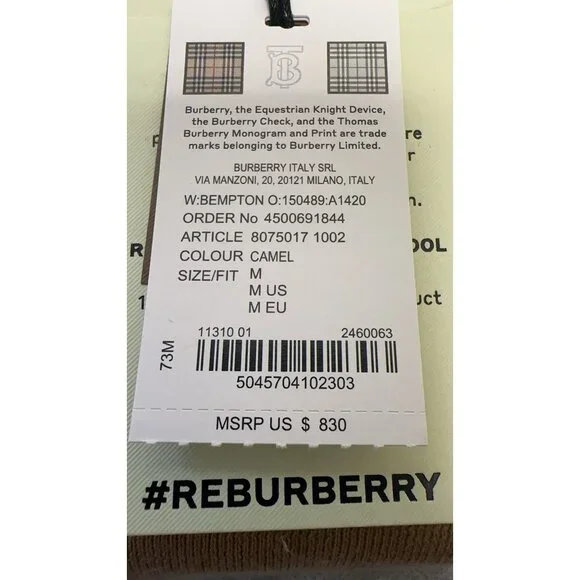 Burberry, the Equestrian Knight Device,
the Burberry Check, and the Thomas
Burberry Monogram and Print are trade
marks belonging to Burberry Limited.
BURBERRY ITALY SRL
VIA MANZONI, 20, 20121 MILANO, ITALY
W:BEMPTON O:150489:A1420
ORDER No 4500691844
ARTICLE 8075017 1002
COLOUR CAMEL
SIZE/FIT M
M US
M EU
73M
11310 01 2460063
5045704102303
MSRP US $ 830
#REBURBERRY